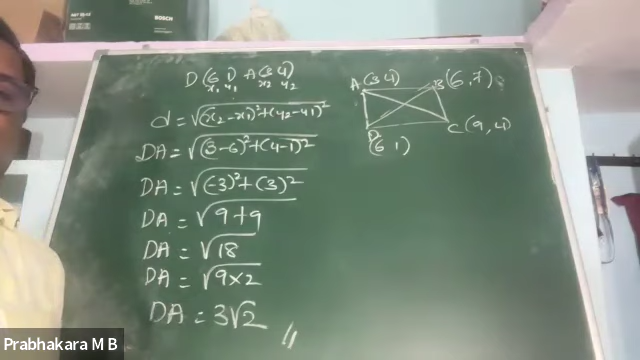 BOSCH
D(6, 1) A(3 4)
x₁ y₁ x₂ y₂
d = √(x₂-x₁)²+(y₂-y₁)²
DA = √(3-6)²+(4-1)²
DA = √(-3)²+(3)²
DA = √9+9
DA = √18
DA = √9×2
DA = 3√2 //
A(3 4)
B(6,7)
D
(6 1)
C(9,4)
Prabhakara M B